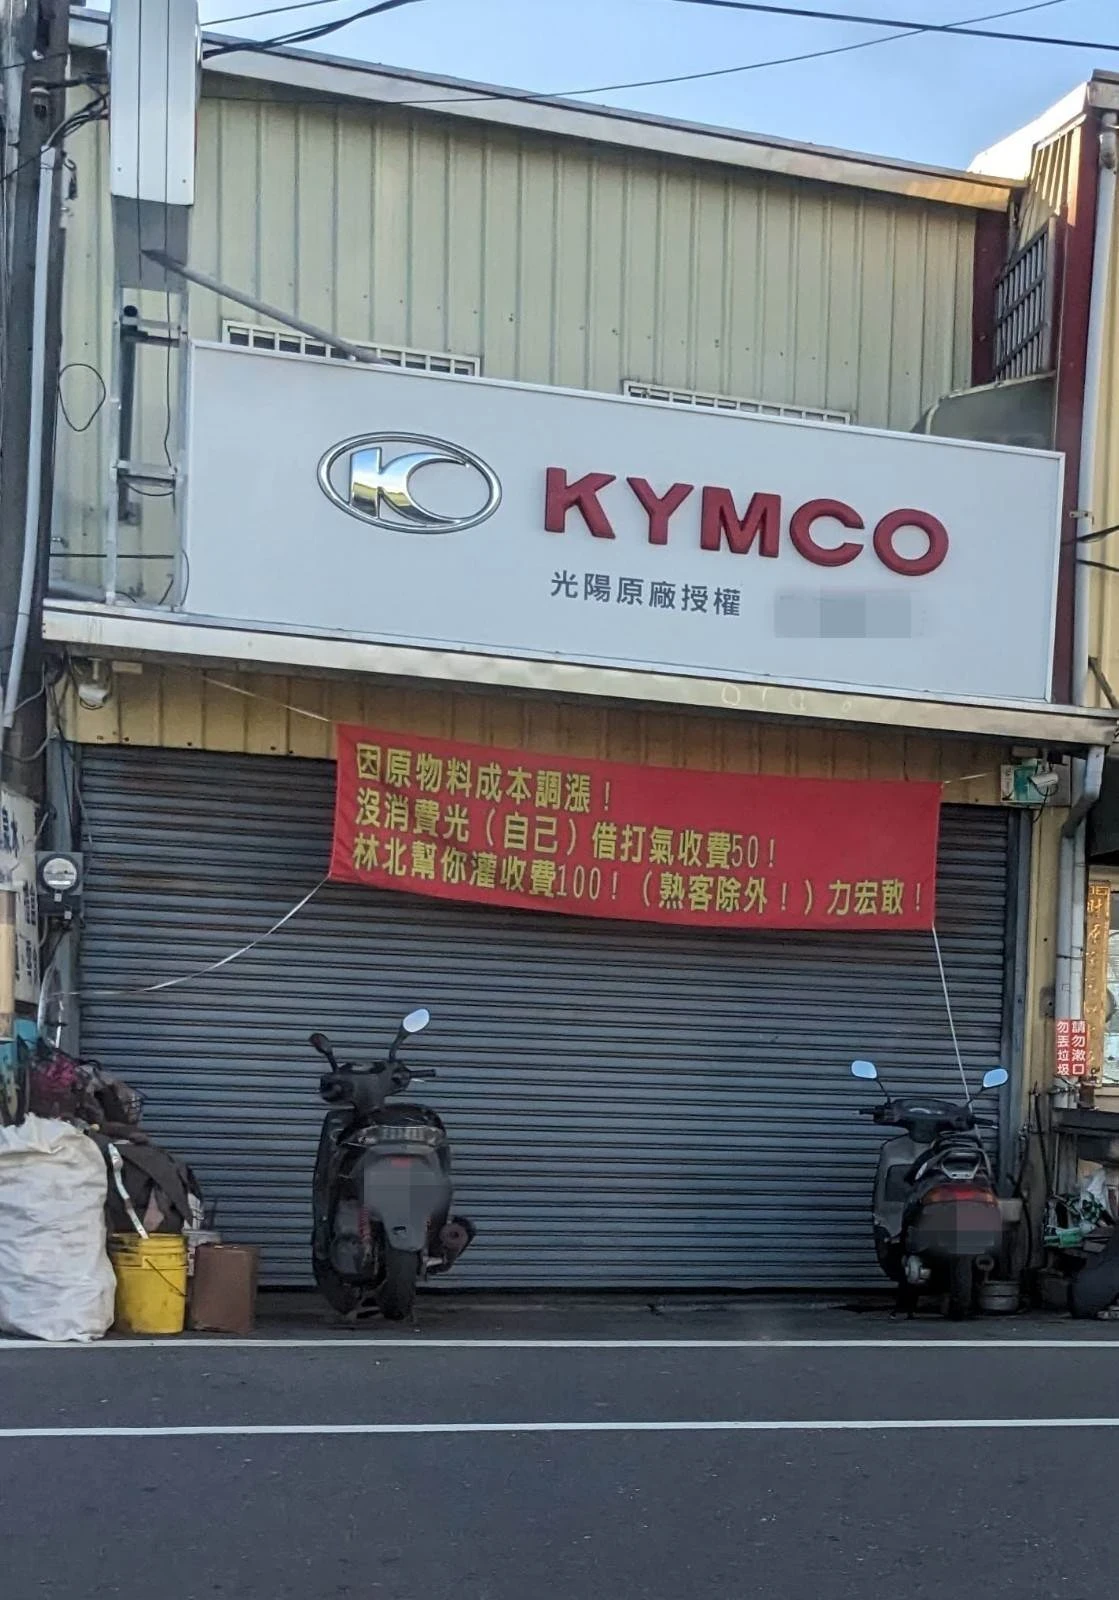 KYMCO
光陽原廠授權
因原物料成本調漲！
沒消費光（自己）借打氣收費50！
林北幫你灌收費100！（熟客除外！）力宏敢！
請勿漱口
勿丟垃圾